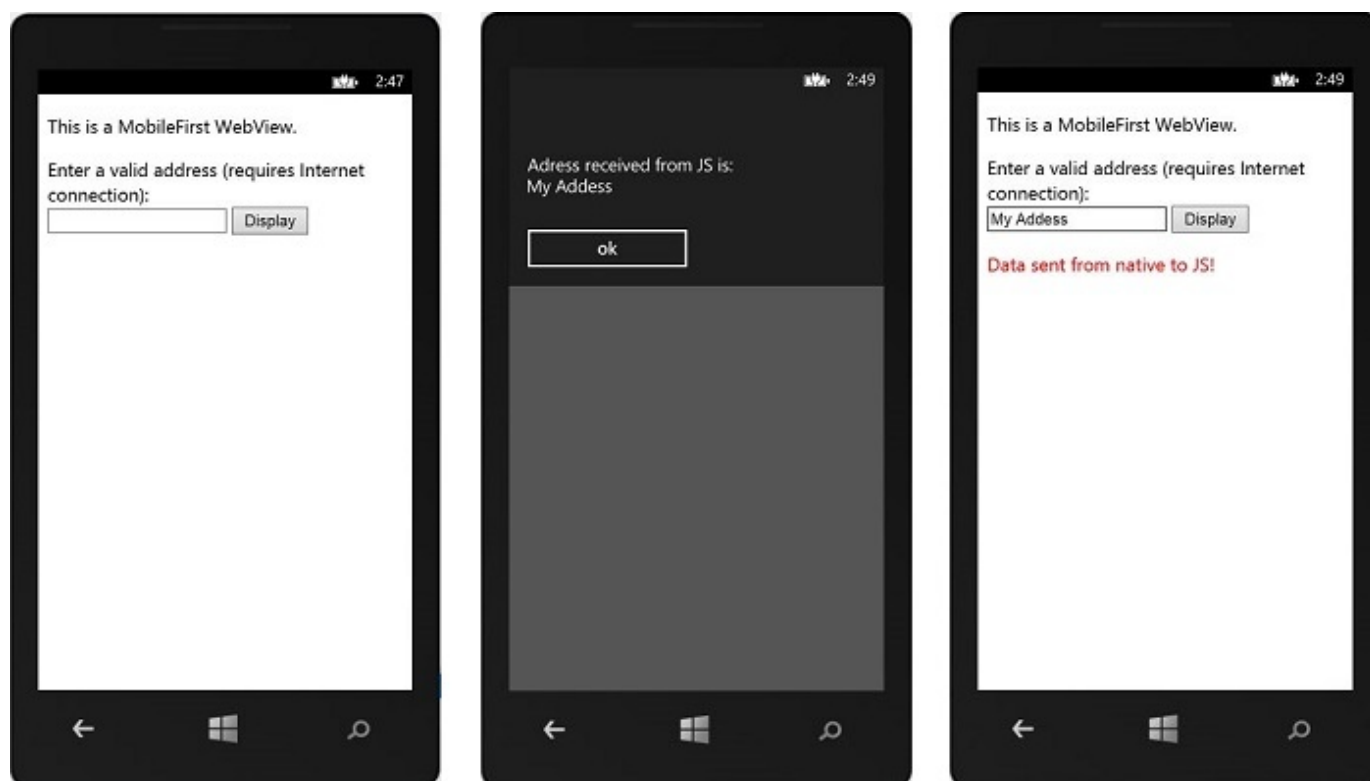 2:47
This is a MobileFirst WebView.
Enter a valid address (requires Internet
connection):
Display
2:49
Adress received from JS is:
My Addess
ok
2:49
This is a MobileFirst WebView.
Enter a valid address (requires Internet
connection):
My Addess Display
Data sent from native to JS!